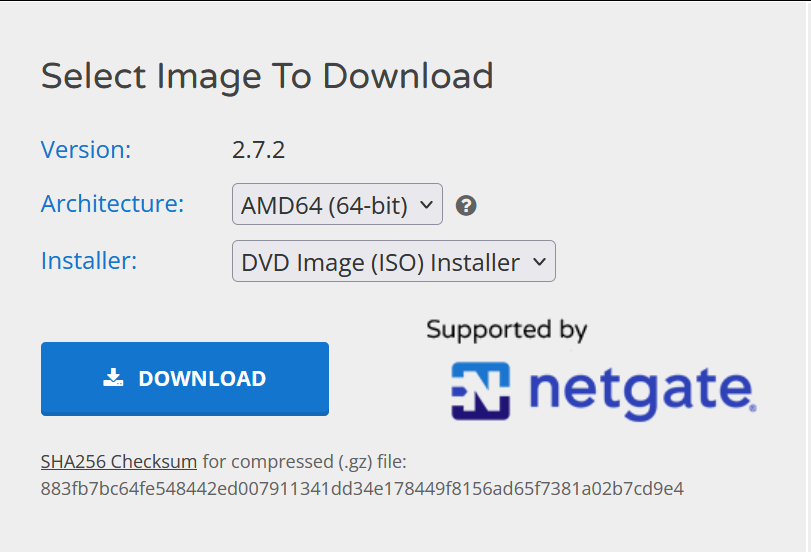 Select Image To Download
Version: 2.7.2
Architecture: AMD64 (64-bit) ?
Installer: DVD Image (ISO) Installer
Supported by
DOWNLOAD
N netgate®
SHA256 Checksum for compressed (.gz) file:
883fb7bc64fe548442ed007911341dd34e178449f8156ad65f7381a02b7cd9e4